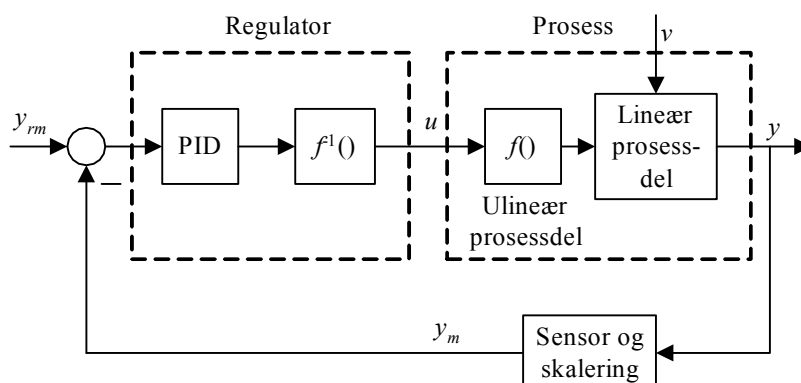 Regulator
Prosess
v
y_rm
PID
f⁻¹()
u
f()
Lineær
prosess-
del
y
Ulineær
prosessdel
y_m
Sensor og
skalering